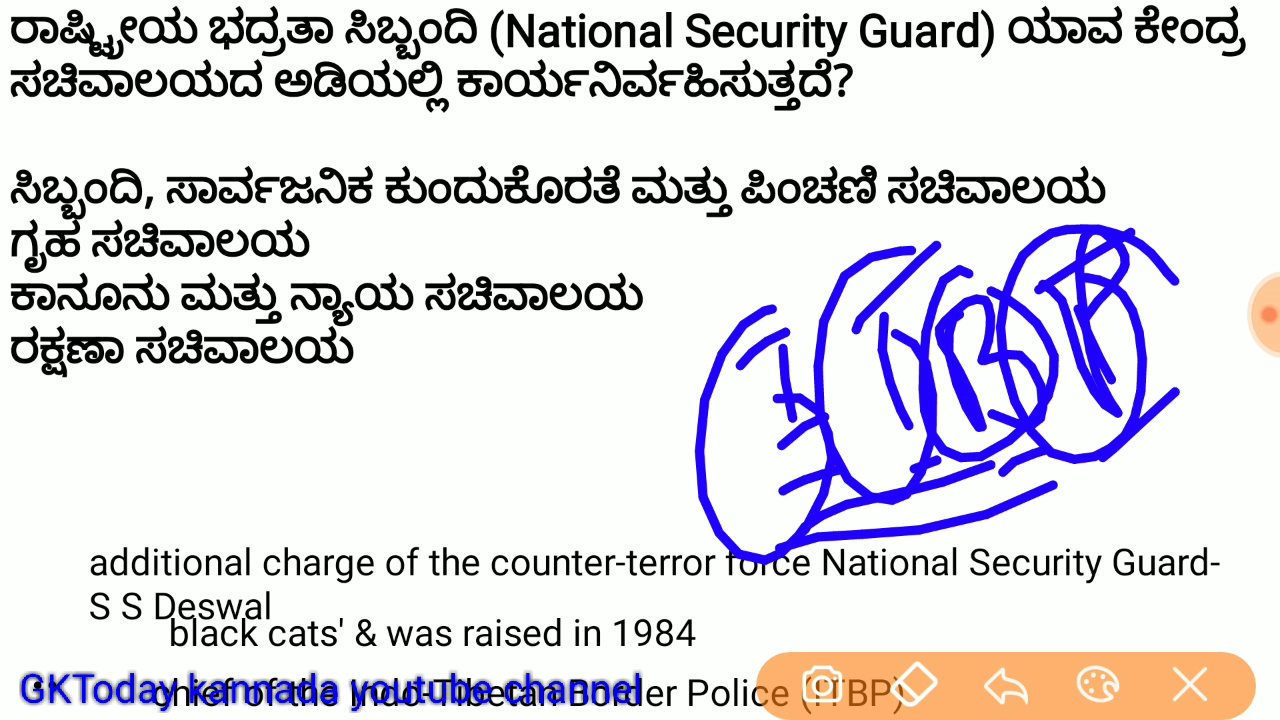 ರಾಷ್ಟ್ರೀಯ ಭದ್ರತಾ ಸಿಬ್ಬಂದಿ (National Security Guard) ಯಾವ ಕೇಂದ್ರ
ಸಚಿವಾಲಯದ ಅಡಿಯಲ್ಲಿ ಕಾರ್ಯನಿರ್ವಹಿಸುತ್ತದೆ?
ಸಿಬ್ಬಂದಿ, ಸಾರ್ವಜನಿಕ ಕುಂದುಕೊರತೆ ಮತ್ತು ಪಿಂಚಣಿ ಸಚಿವಾಲಯ
ಗೃಹ ಸಚಿವಾಲಯ
ಕಾನೂನು ಮತ್ತು ನ್ಯಾಯ ಸಚಿವಾಲಯ
ರಕ್ಷಣಾ ಸಚಿವಾಲಯ
ITBP
additional charge of the counter-terror force National Security Guard-
S S Deswal
black cats' & was raised in 1984
chief of the Indo-Tibetan Border Police (ITBP)
GKToday kannada youtube channel